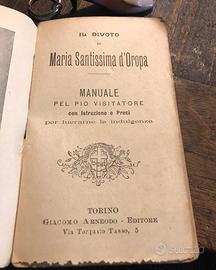 IL DIVOTO
DI
Maria Santissima d'Oropa
MANUALE
PEL PIO VISITATORE
con Istruzione e Preci
per lucrarne le indulgenze
TORINO
GIACOMO ARNEODO - EDITORE
Via Torquato Tasso, 5
subito